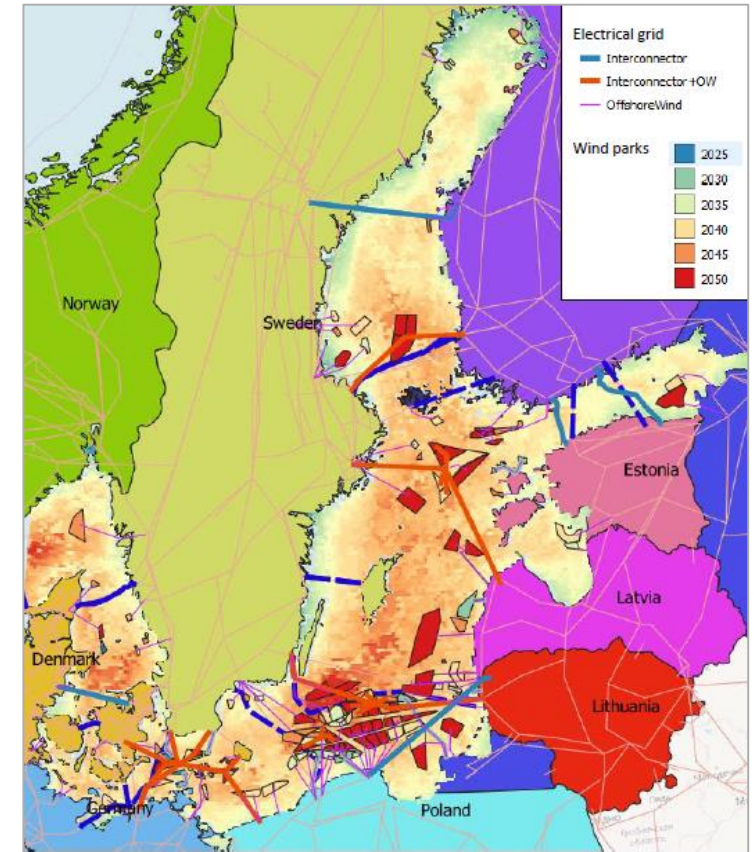 Electrical grid
Interconnector
Interconnector +OW
OffshoreWind
Wind parks
2025
2030
2035
2040
2045
2050
Norway
Sweden
Estonia
Latvia
Denmark
Lithuania
Germany
Poland